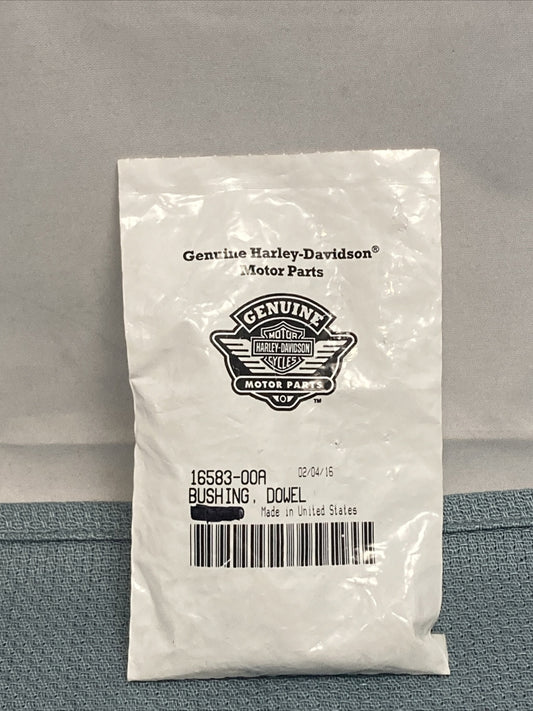 Genuine Harley-Davidson®
Motor Parts
GENUINE
MOTOR
HARLEY-DAVIDSON
CYCLES
MOTOR PARTS
TM
16583-00A 02/04/16
BUSHING, DOWEL
Made in United States